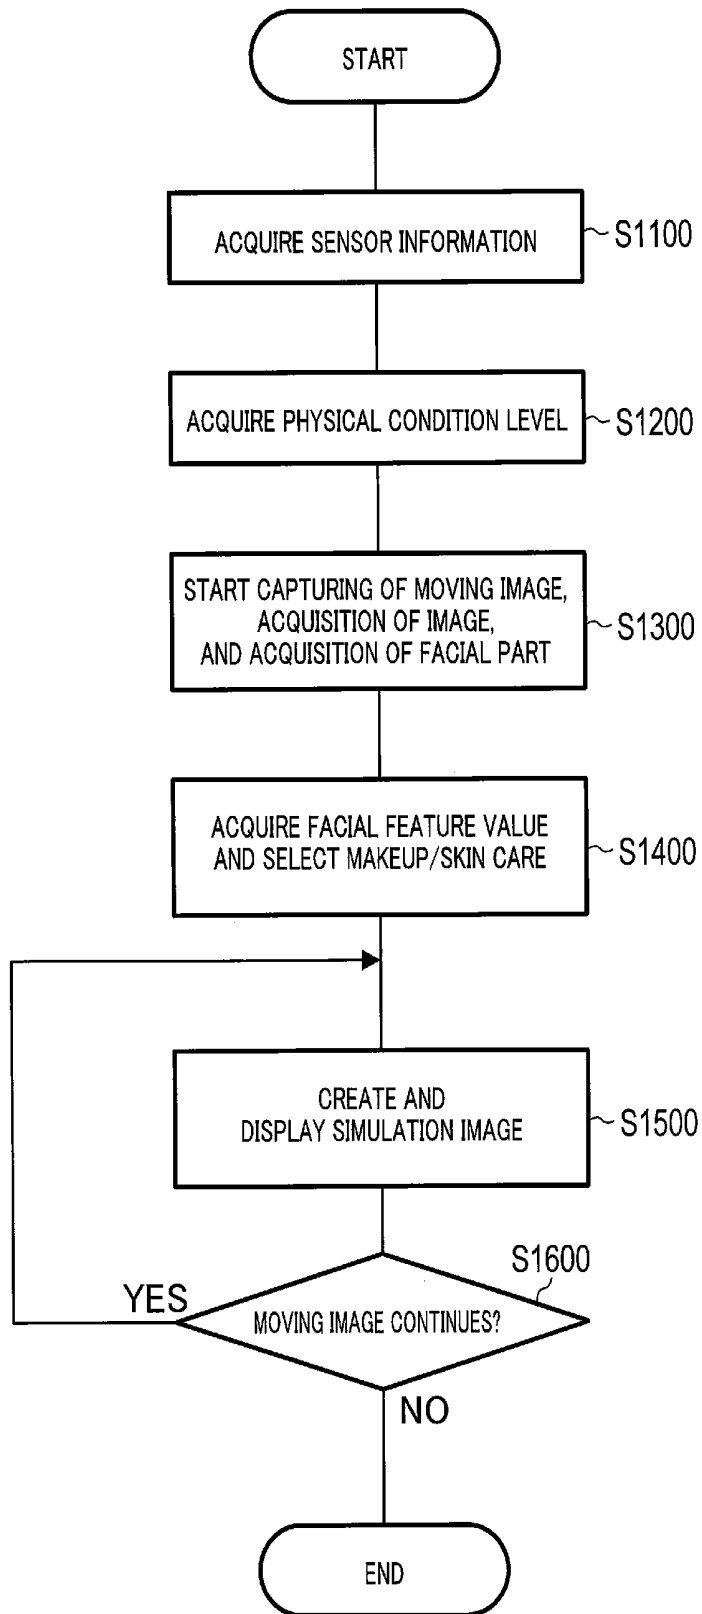 START
ACQUIRE SENSOR INFORMATION
S1100
ACQUIRE PHYSICAL CONDITION LEVEL
S1200
START CAPTURING OF MOVING IMAGE,
ACQUISITION OF IMAGE,
AND ACQUISITION OF FACIAL PART
S1300
ACQUIRE FACIAL FEATURE VALUE
AND SELECT MAKEUP/SKIN CARE
S1400
CREATE AND
DISPLAY SIMULATION IMAGE
S1500
S1600
YES
MOVING IMAGE CONTINUES?
NO
END